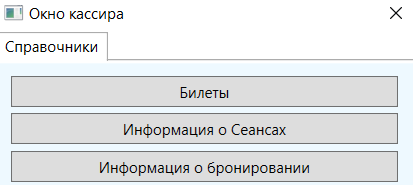 Окно кассира
Справочники
Билеты
Информация о Сеансах
Информация о бронировании